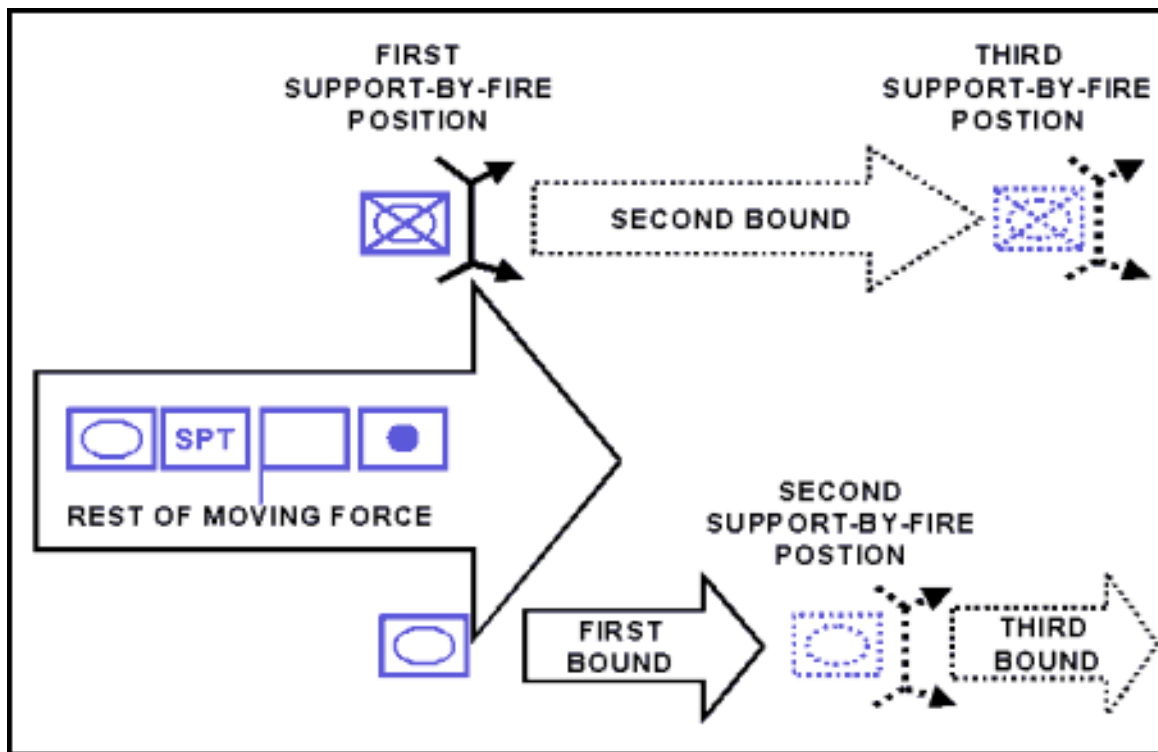 FIRST
SUPPORT-BY-FIRE
POSITION
THIRD
SUPPORT-BY-FIRE
POSTION
SECOND BOUND
SPT
REST OF MOVING FORCE
SECOND
SUPPORT-BY-FIRE
POSTION
FIRST
BOUND
THIRD
BOUND